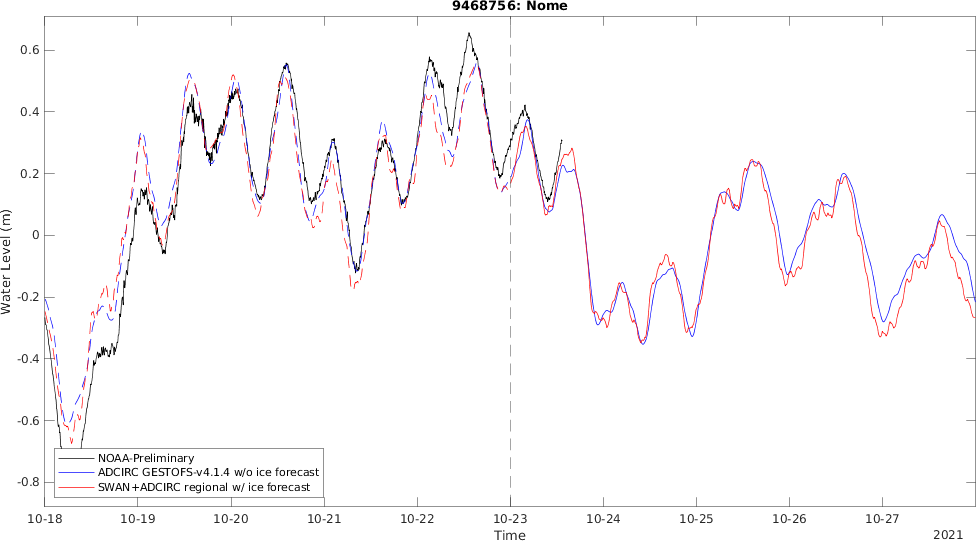 9468756: Nome
0.6
0.4
0.2
0
-0.2
-0.4
-0.6
-0.8
Water Level (m)
NOAA-Preliminary
ADCIRC GESTOFS-v4.1.4 w/o ice forecast
SWAN+ADCIRC regional w/ ice forecast
10-18 10-19 10-20 10-21 10-22 10-23 10-24 10-25 10-26 10-27
Time
2021